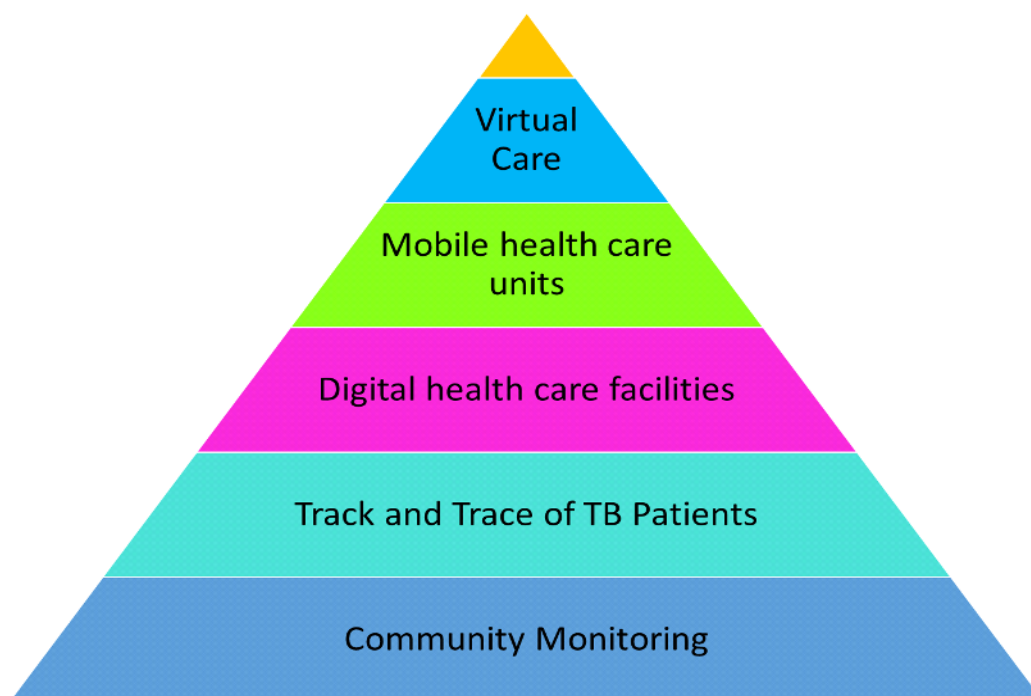 Virtual
Care
Mobile health care
units
Digital health care facilities
Track and Trace of TB Patients
Community Monitoring